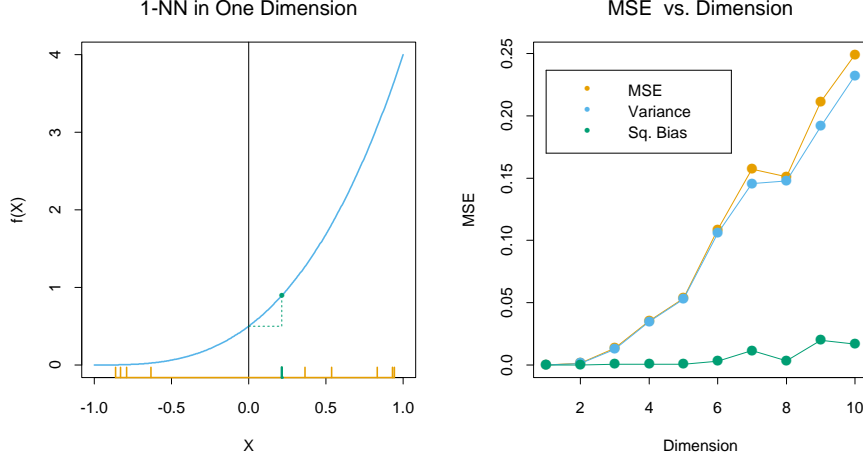 1-NN in One Dimension
f(X)
4
3
2
1
0
-1.0 -0.5 0.0 0.5 1.0
X
MSE vs. Dimension
MSE
0.25
0.20
0.15
0.10
0.05
0.0
MSE
Variance
Sq. Bias
2 4 6 8 10
Dimension